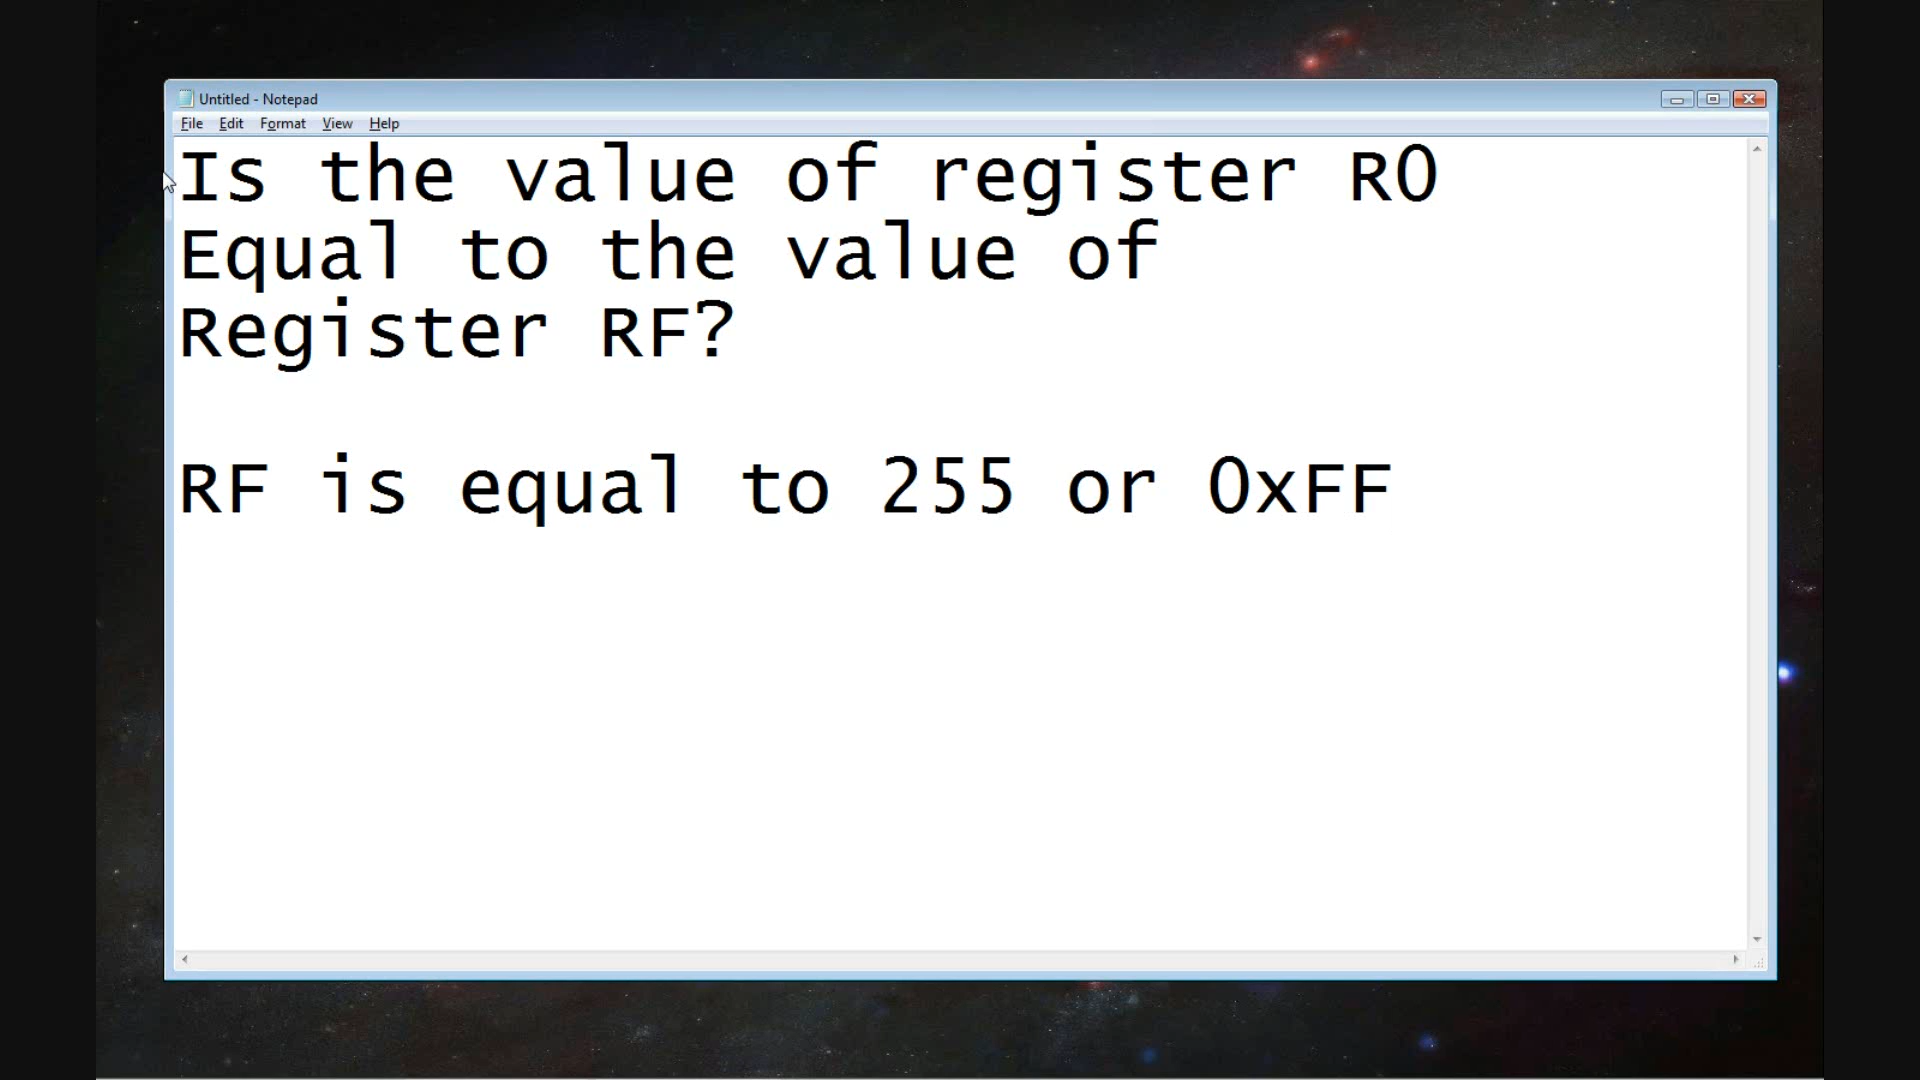 Untitled - Notepad
File Edit Format View Help
Is the value of register R0
Equal to the value of
Register RF?
RF is equal to 255 or 0xFF